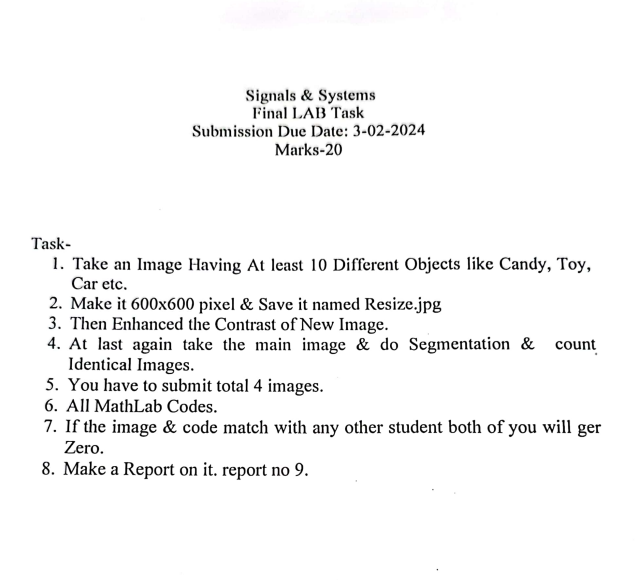 Signals & Systems
Final LAB Task
Submission Due Date: 3-02-2024
Marks-20
Task-
1. Take an Image Having At least 10 Different Objects like Candy, Toy,
Car etc.
2. Make it 600x600 pixel & Save it named Resize.jpg
3. Then Enhanced the Contrast of New Image.
4. At last again take the main image & do Segmentation & count
Identical Images.
5. You have to submit total 4 images.
6. All MathLab Codes.
7. If the image & code match with any other student both of you will ger
Zero.
8. Make a Report on it. report no 9.